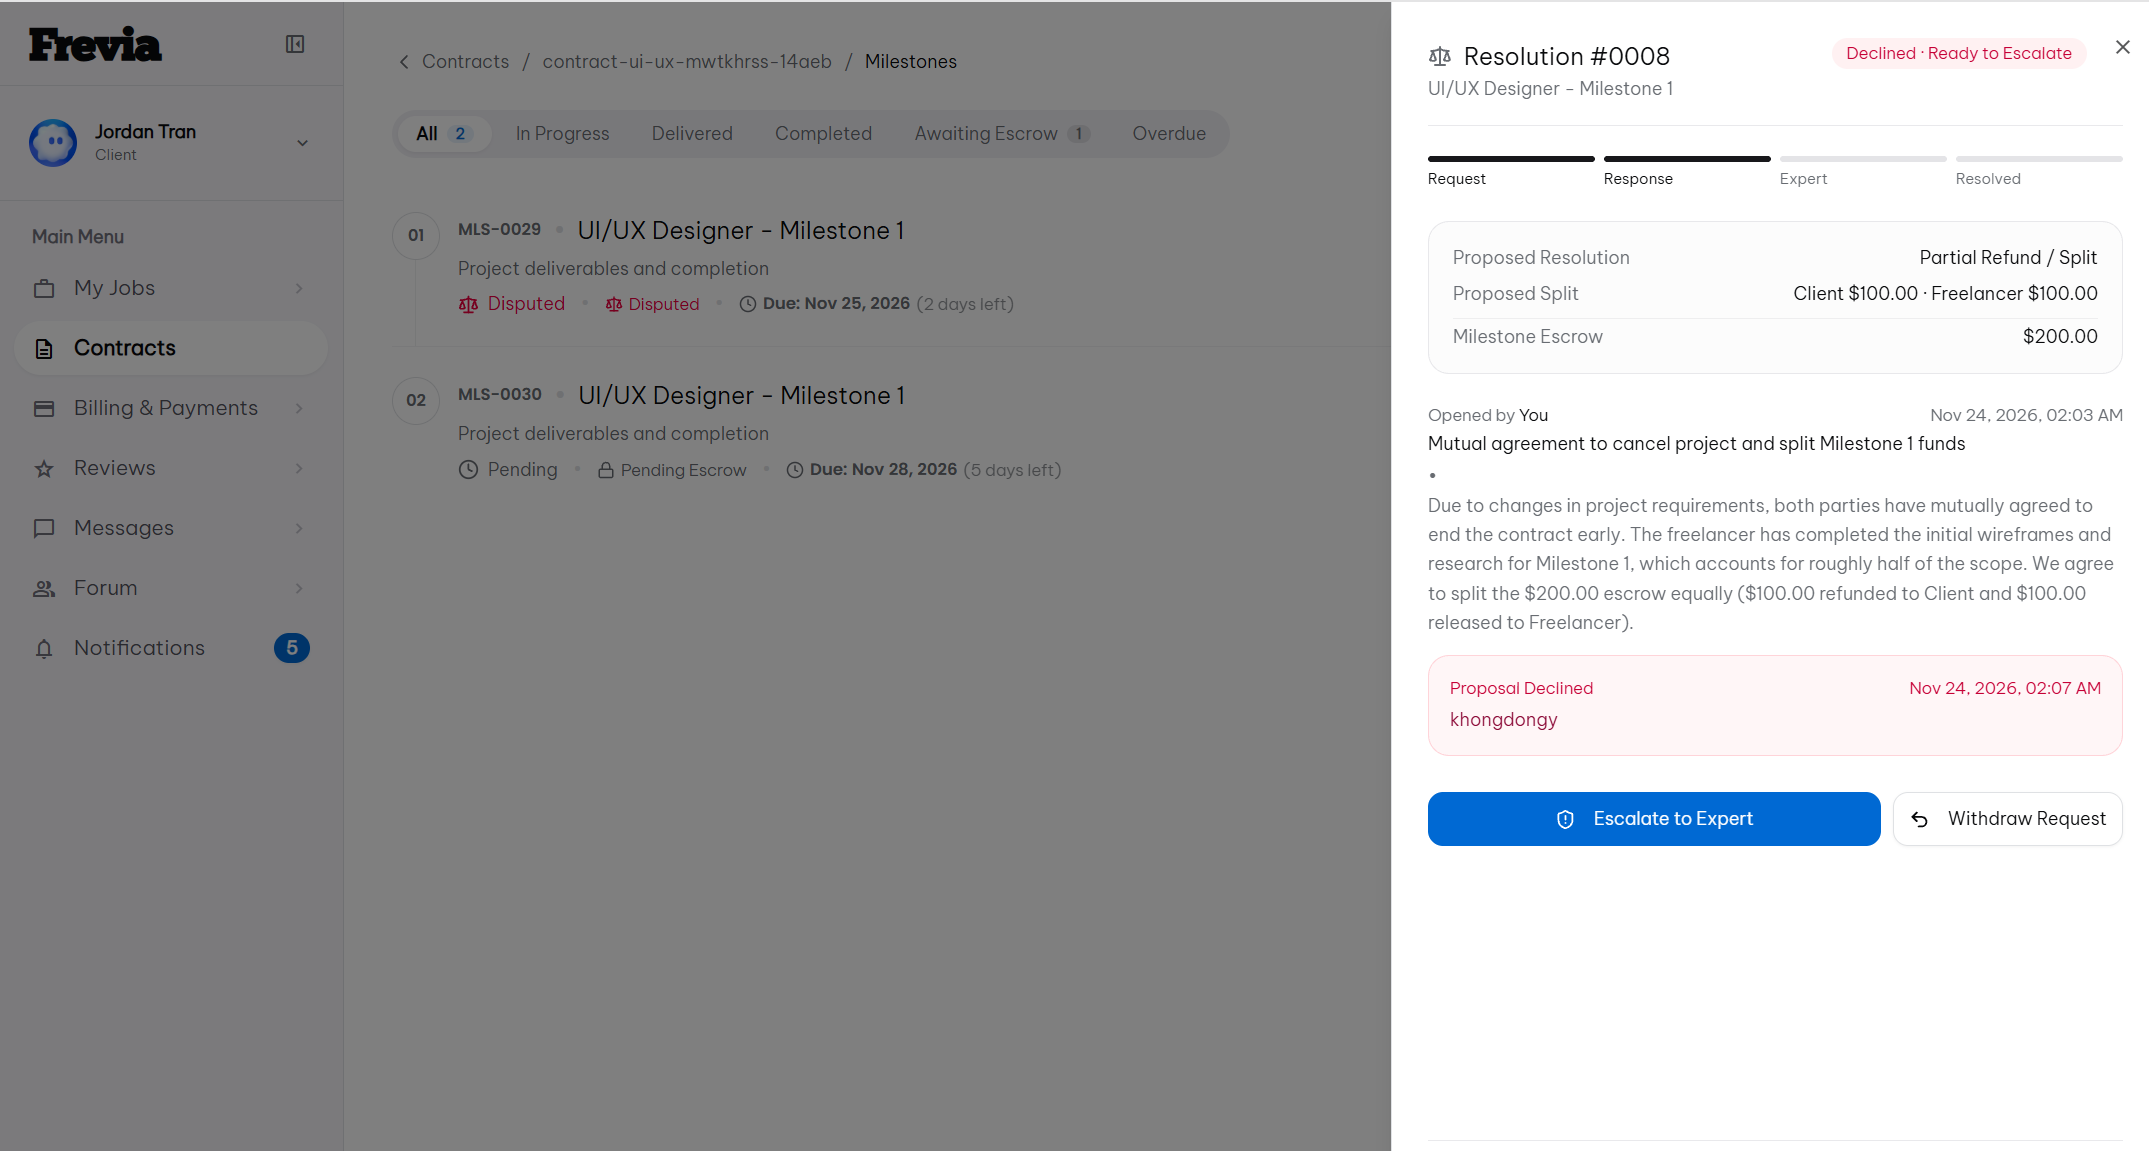 Frevia
Jordan Tran
Client
Main Menu
My Jobs
Contracts
Billing & Payments
Reviews
Messages
Forum
Notifications 5
Contracts / contract-ui-ux-mwtkhrss-14aeb / Milestones
All 2 In Progress Delivered Completed Awaiting Escrow 1 Overdue
01 MLS-0029 • UI/UX Designer - Milestone 1
Project deliverables and completion
Disputed • Disputed • Due: Nov 25, 2026 (2 days left)
02 MLS-0030 • UI/UX Designer - Milestone 1
Project deliverables and completion
Pending • Pending Escrow • Due: Nov 28, 2026 (5 days left)
Resolution #0008
Declined · Ready to Escalate
UI/UX Designer - Milestone 1
Request Response Expert Resolved
Proposed Resolution Partial Refund / Split
Proposed Split Client $100.00 · Freelancer $100.00
Milestone Escrow $200.00
Opened by You Nov 24, 2026, 02:03 AM
Mutual agreement to cancel project and split Milestone 1 funds
•
Due to changes in project requirements, both parties have mutually agreed to
end the contract early. The freelancer has completed the initial wireframes and
research for Milestone 1, which accounts for roughly half of the scope. We agree
to split the $200.00 escrow equally ($100.00 refunded to Client and $100.00
released to Freelancer).
Proposal Declined Nov 24, 2026, 02:07 AM
khongdongy
Escalate to Expert
Withdraw Request